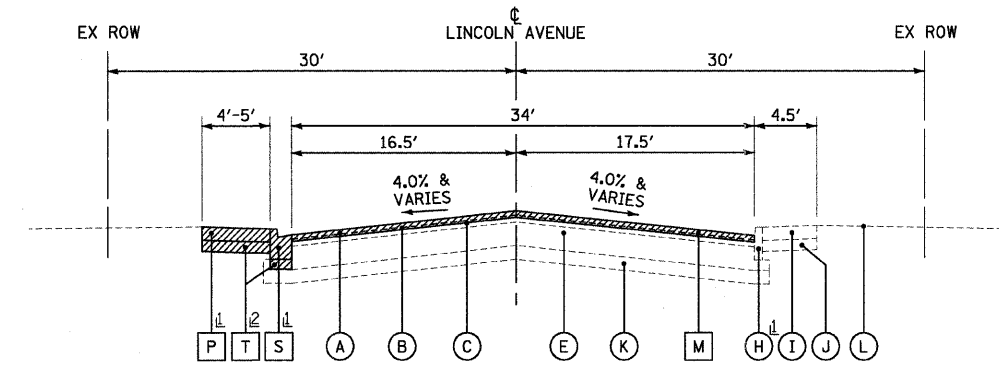 ℄
EX ROW LINCOLN AVENUE EX ROW
30' 30'
4'-5' 34' 4.5'
16.5' 17.5'
4.0% & 4.0% &
VARIES VARIES
1 2 1 1
P T S A B C E K M H I J L